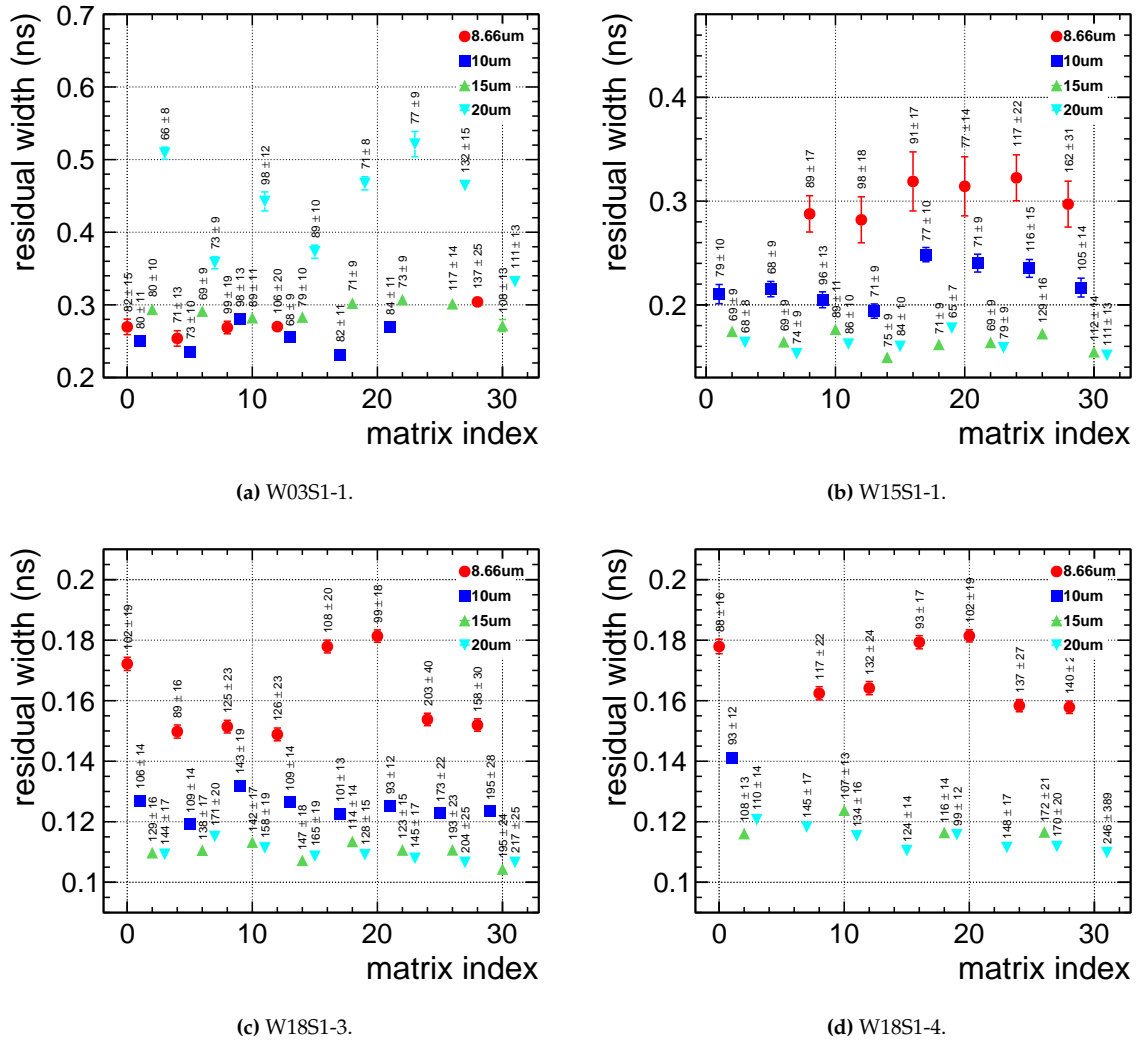 residual width (ns)
0.7
0.6
0.5
0.4
0.3
0.2
8.66um
10um
15um
20um
82 ± 15
80 ± 11
80 ± 10
66 ± 8
71 ± 13
73 ± 10
69 ± 9
73 ± 9
99 ± 19
98 ± 13
89 ± 11
98 ± 12
106 ± 20
68 ± 9
79 ± 10
89 ± 10
82 ± 11
71 ± 9
71 ± 8
84 ± 11
73 ± 9
77 ± 9
117 ± 14
132 ± 15
137 ± 25
108 ± 13
111 ± 13
0 10 20 30
matrix index
(a) W03S1-1.
residual width (ns)
0.4
0.3
0.2
8.66um
10um
15um
20um
79 ± 10
69 ± 9
68 ± 8
68 ± 9
69 ± 9
74 ± 9
89 ± 17
96 ± 13
89 ± 11
86 ± 10
98 ± 18
71 ± 9
75 ± 9
84 ± 10
91 ± 17
77 ± 10
71 ± 9
65 ± 7
77 ± 14
71 ± 9
69 ± 9
79 ± 9
117 ± 22
116 ± 15
129 ± 16
162 ± 31
105 ± 14
112 ± 14
111 ± 13
0 10 20 30
matrix index
(b) W15S1-1.
residual width (ns)
0.2
0.18
0.16
0.14
0.12
0.1
8.66um
10um
15um
20um
102 ± 19
106 ± 14
129 ± 16
144 ± 17
89 ± 16
109 ± 14
138 ± 17
171 ± 20
125 ± 23
143 ± 19
142 ± 17
158 ± 19
126 ± 23
109 ± 14
147 ± 18
165 ± 19
108 ± 20
101 ± 13
114 ± 14
128 ± 15
99 ± 18
93 ± 12
123 ± 15
145 ± 17
203 ± 40
173 ± 22
193 ± 23
204 ± 25
158 ± 30
195 ± 28
195 ± 24
217 ± 25
0 10 20 30
matrix index
(c) W18S1-3.
residual width (ns)
0.2
0.18
0.16
0.14
0.12
0.1
8.66um
10um
15um
20um
88 ± 16
93 ± 12
108 ± 13
110 ± 14
145 ± 17
117 ± 22
107 ± 13
134 ± 16
132 ± 24
124 ± 14
93 ± 17
116 ± 14
99 ± 12
102 ± 19
148 ± 17
137 ± 27
172 ± 21
170 ± 20
140 ±
246 ± 389
0 10 20 30
matrix index
(d) W18S1-4.